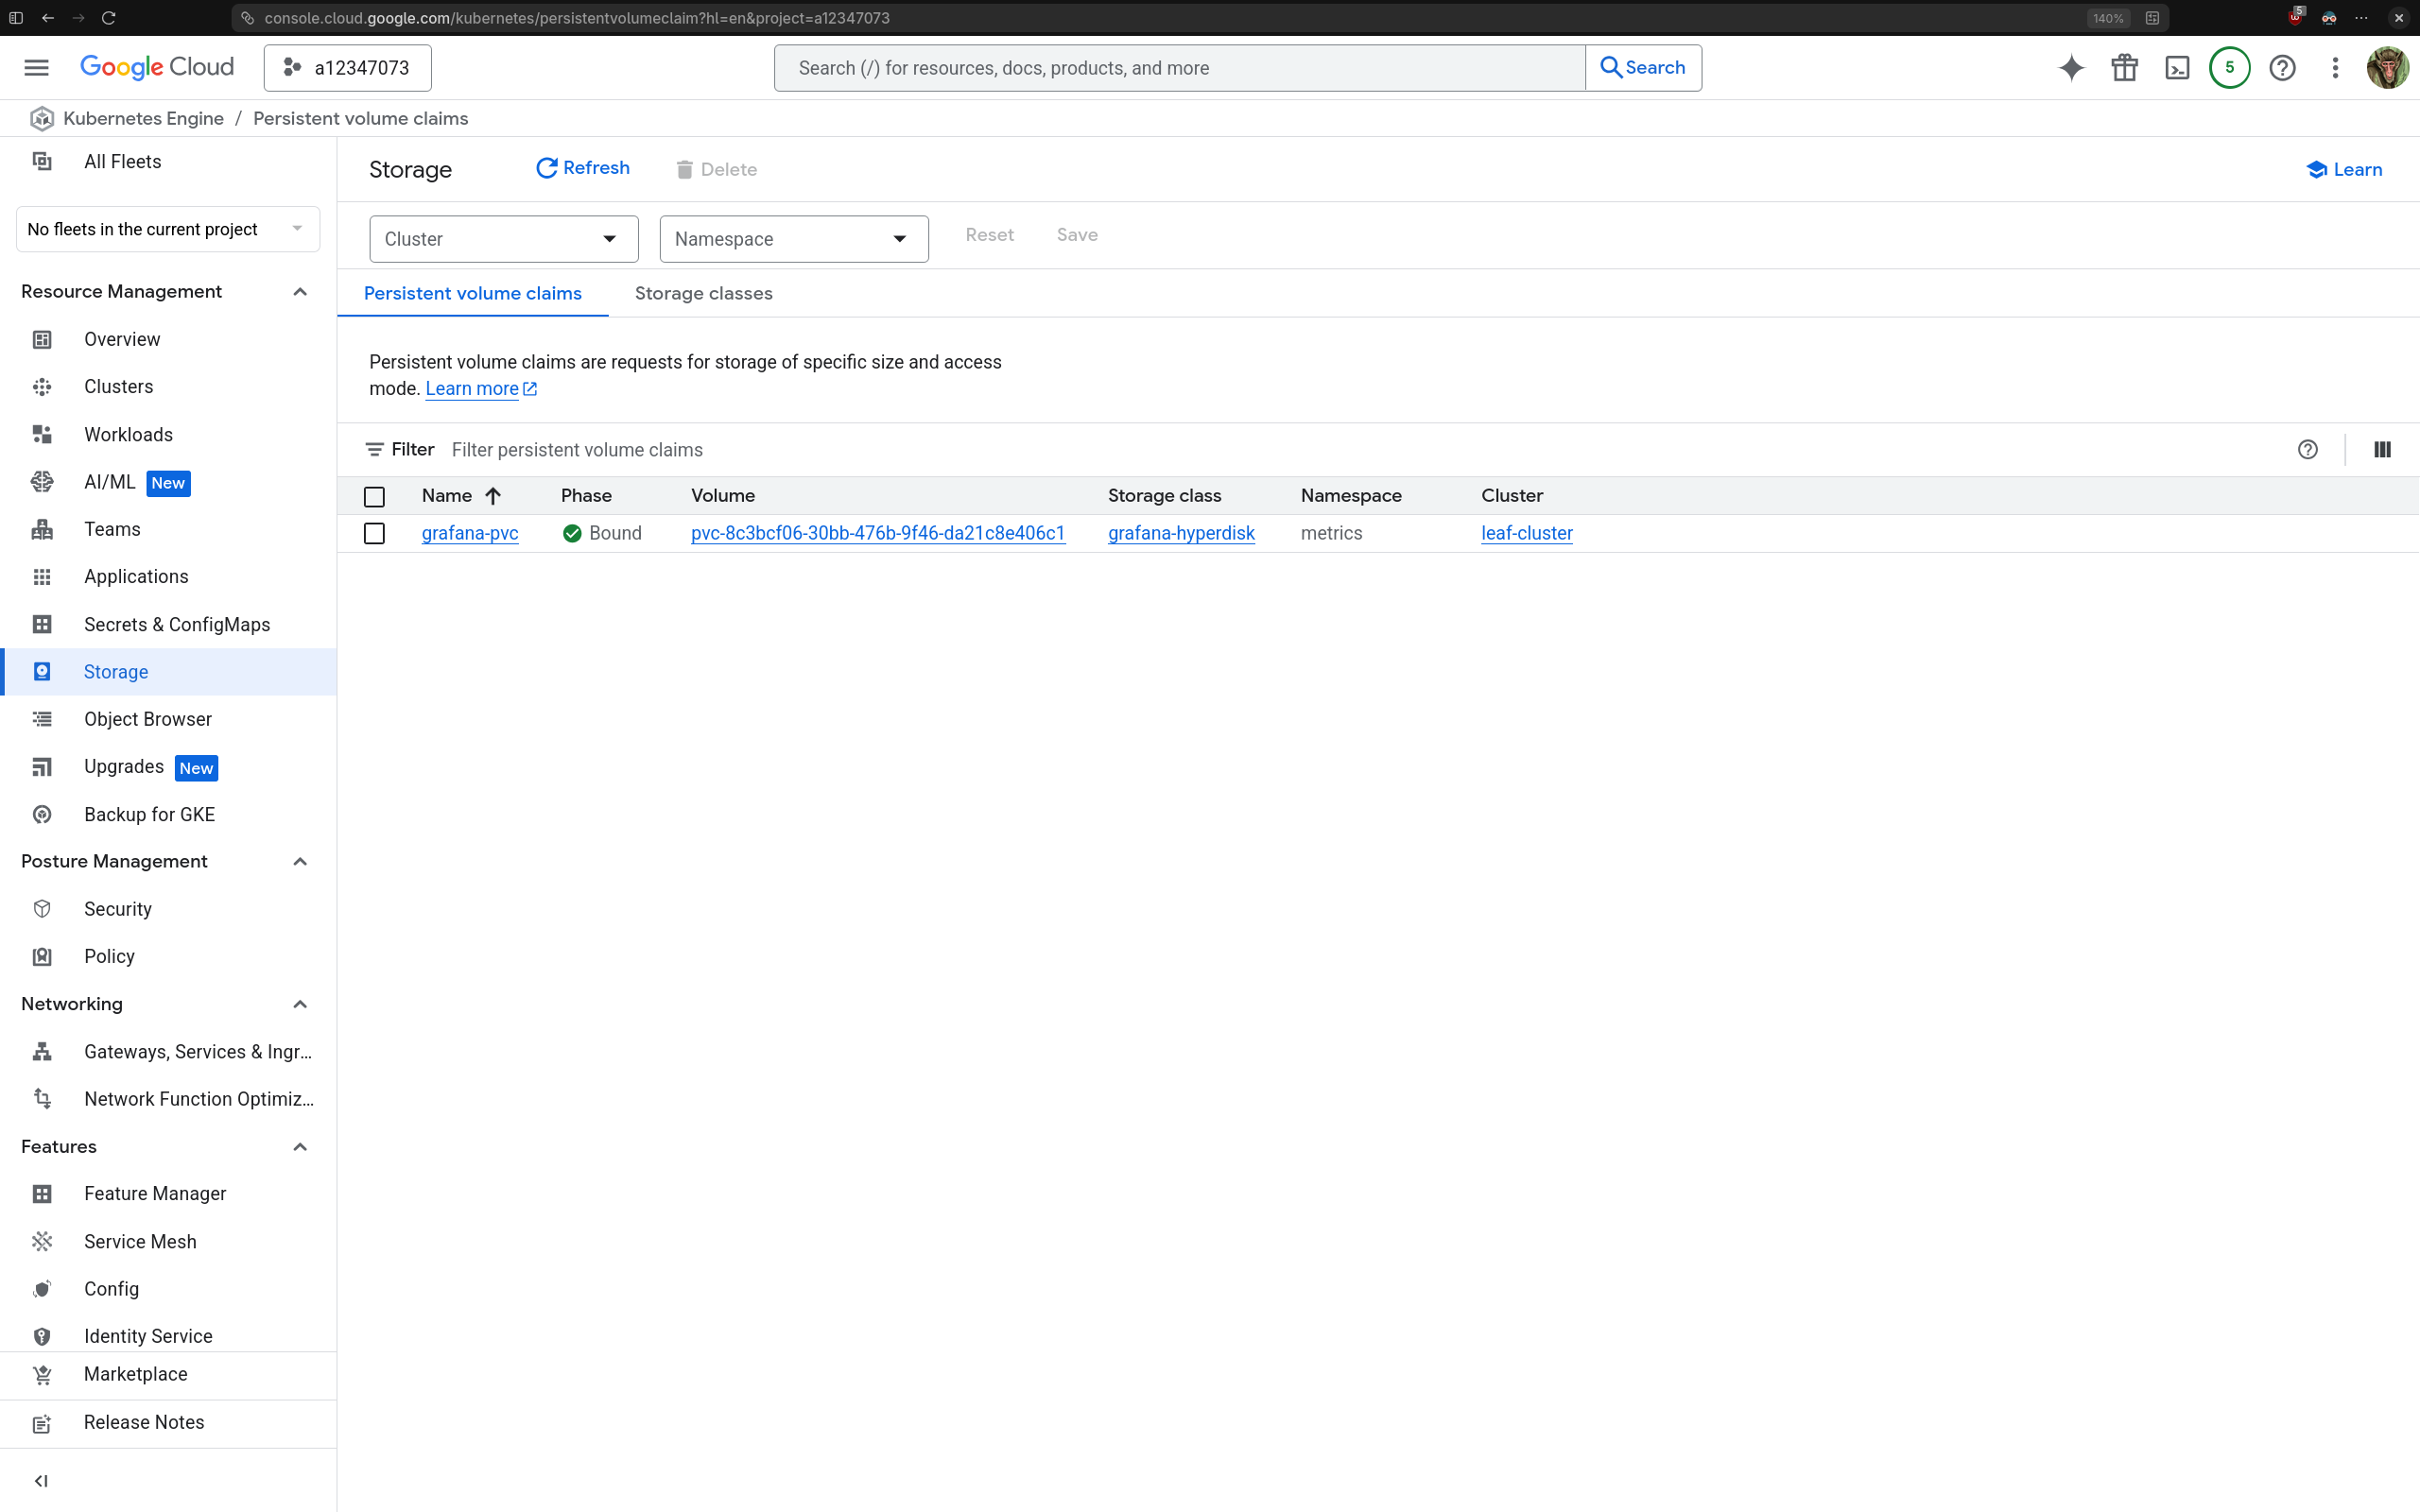 console.cloud.google.com/kubernetes/persistentvolumeclaim?hl=en&project=a12347073
140%
5
Google Cloud
a12347073
Search (/) for resources, docs, products, and more
Search
5
Kubernetes Engine / Persistent volume claims
All Fleets
No fleets in the current project
Resource Management
Overview
Clusters
Workloads
AI/ML New
Teams
Applications
Secrets & ConfigMaps
Storage
Object Browser
Upgrades New
Backup for GKE
Posture Management
Security
Policy
Networking
Gateways, Services & Ingr...
Network Function Optimiz...
Features
Feature Manager
Service Mesh
Config
Identity Service
Marketplace
Release Notes
Storage
Refresh
Delete
Learn
Cluster
Namespace
Reset
Save
Persistent volume claims
Storage classes
Persistent volume claims are requests for storage of specific size and access
mode. Learn more
Filter Filter persistent volume claims
Name Phase Volume Storage class Namespace Cluster
grafana-pvc Bound pvc-8c3bcf06-30bb-476b-9f46-da21c8e406c1 grafana-hyperdisk metrics leaf-cluster